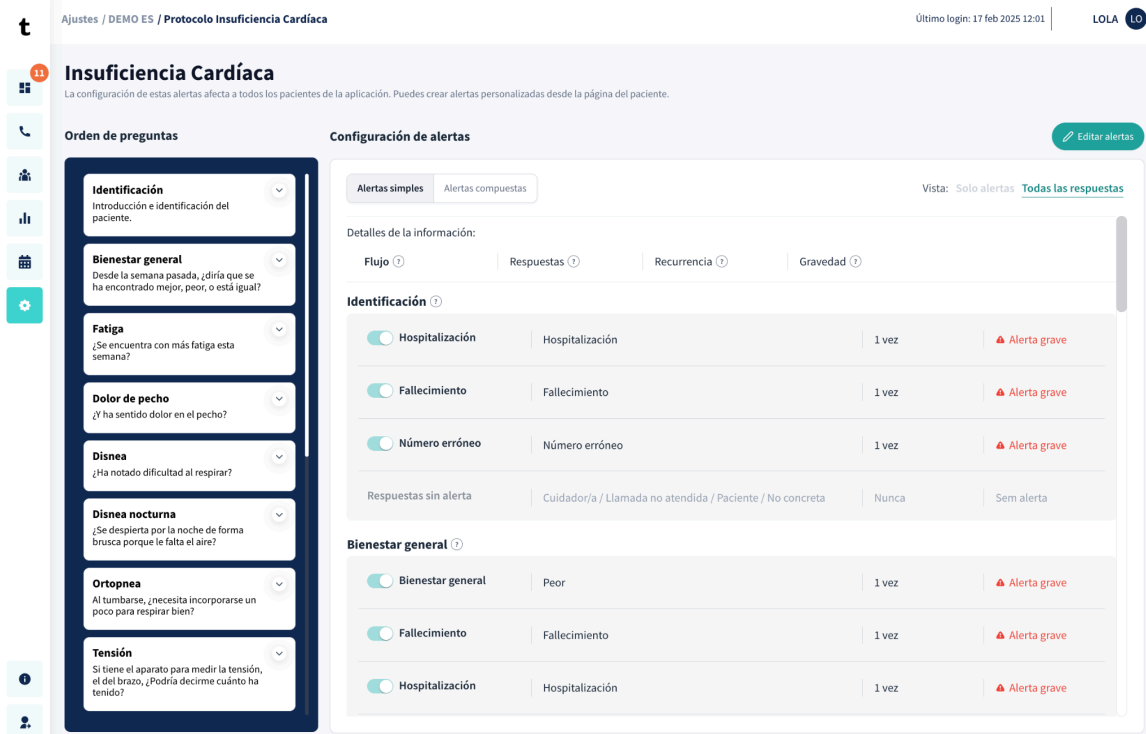 t
Ajustes / DEMO ES / Protocolo Insuficiencia Cardíaca
Último login: 17 feb 2025 12:01
LOLA
LO
11
Insuficiencia Cardíaca
La configuración de estas alertas afecta a todos los pacientes de la aplicación. Puedes crear alertas personalizadas desde la página del paciente.
Orden de preguntas
Identificación
Introducción e identificación del
paciente.
Bienestar general
Desde la semana pasada, ¿diría que se
ha encontrado mejor, peor, o está igual?
Fatiga
¿Se encuentra con más fatiga esta
semana?
Dolor de pecho
¿Y ha sentido dolor en el pecho?
Disnea
¿Ha notado dificultad al respirar?
Disnea nocturna
¿Se despierta por la noche de forma
brusca porque le falta el aire?
Ortopnea
Al tumbarse, ¿necesita incorporarse un
poco para respirar bien?
Tensión
Si tiene el aparato para medir la tensión,
el del brazo, ¿Podría decirme cuánto ha
tenido?
Configuración de alertas
Editar alertas
Alertas simples
Alertas compuestas
Vista: Solo alertas Todas las respuestas
Detalles de la información:
Flujo ? Respuestas ? Recurrencia ? Gravedad ?
Identificación ?
Hospitalización Hospitalización 1 vez Alerta grave
Fallecimiento Fallecimiento 1 vez Alerta grave
Número erróneo Número erróneo 1 vez Alerta grave
Respuestas sin alerta Cuidador/a / Llamada no atendida / Paciente / No concreta Nunca Sem alerta
Bienestar general ?
Bienestar general Peor 1 vez Alerta grave
Fallecimiento Fallecimiento 1 vez Alerta grave
Hospitalización Hospitalización 1 vez Alerta grave